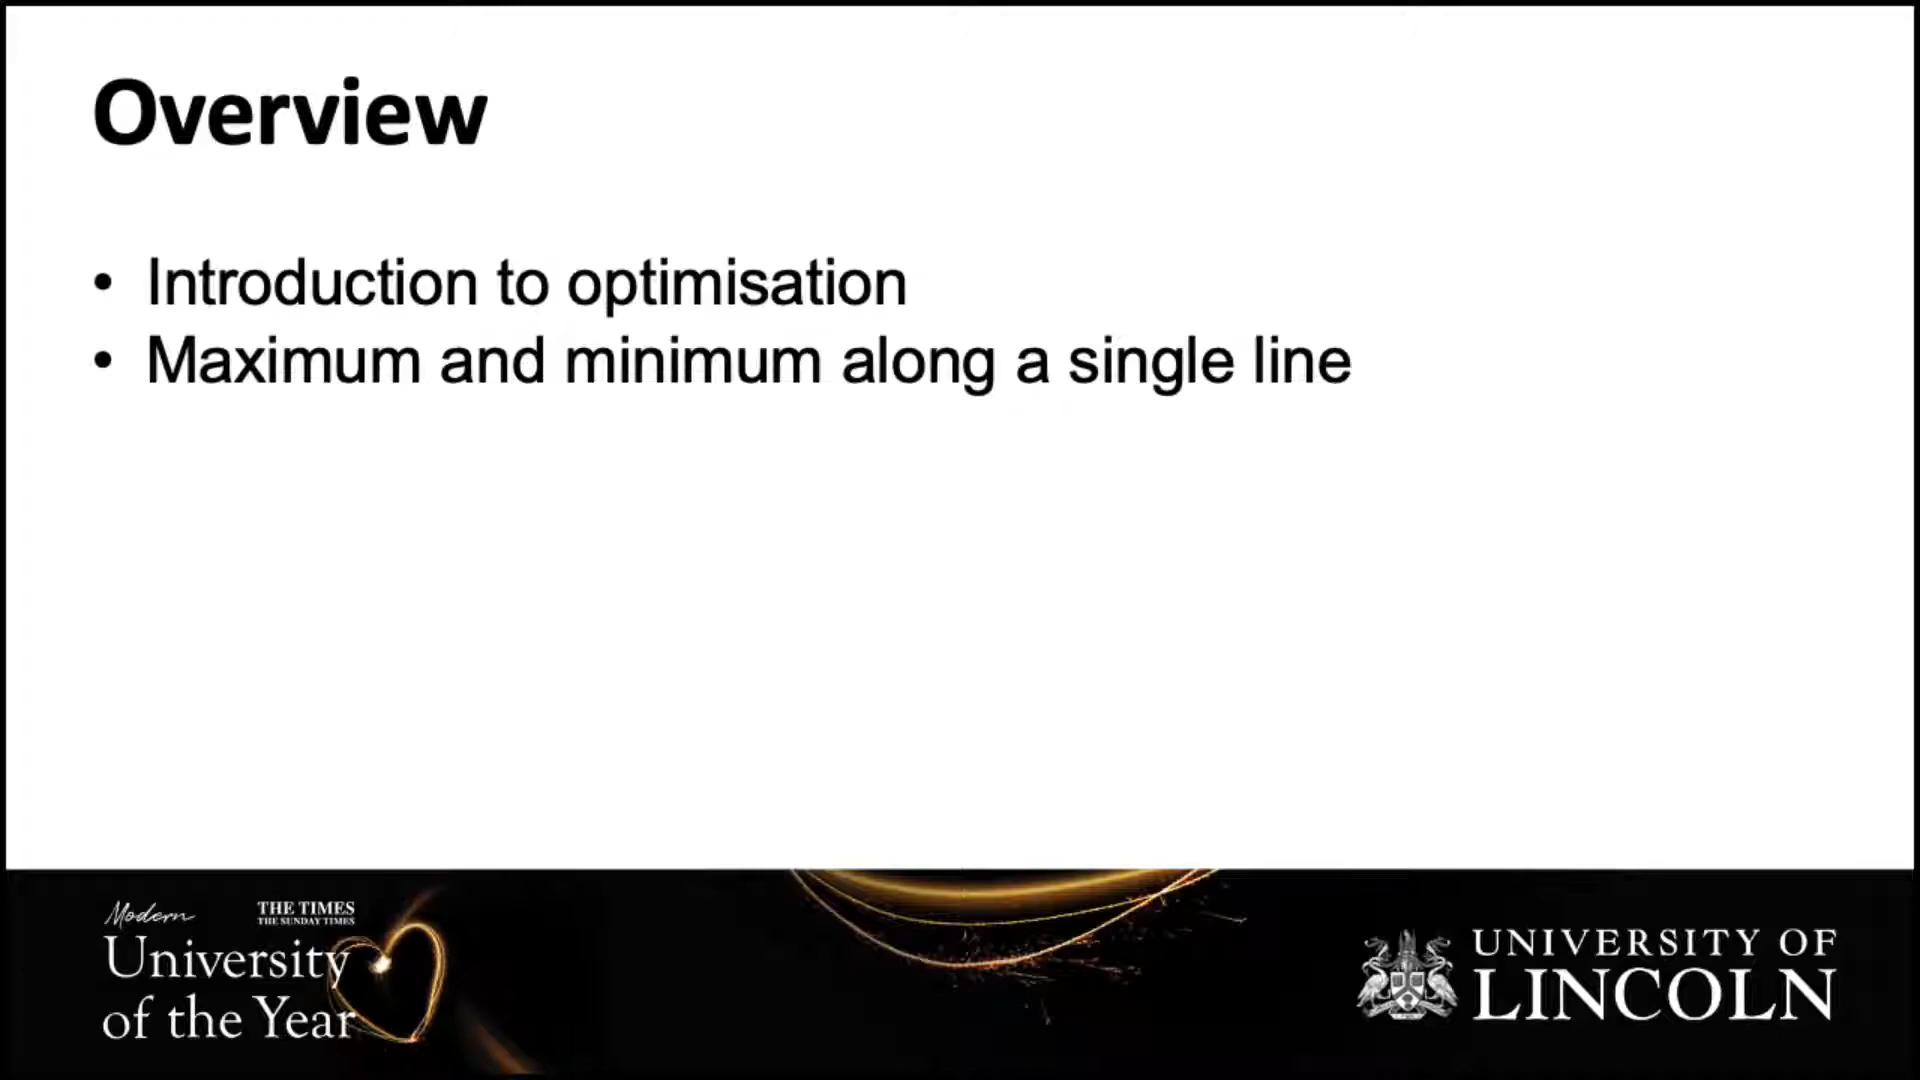 Overview
• Introduction to optimisation
• Maximum and minimum along a single line
Modern
THE TIMES
THE SUNDAY TIMES
University
of the Year
UNIVERSITY OF
LINCOLN